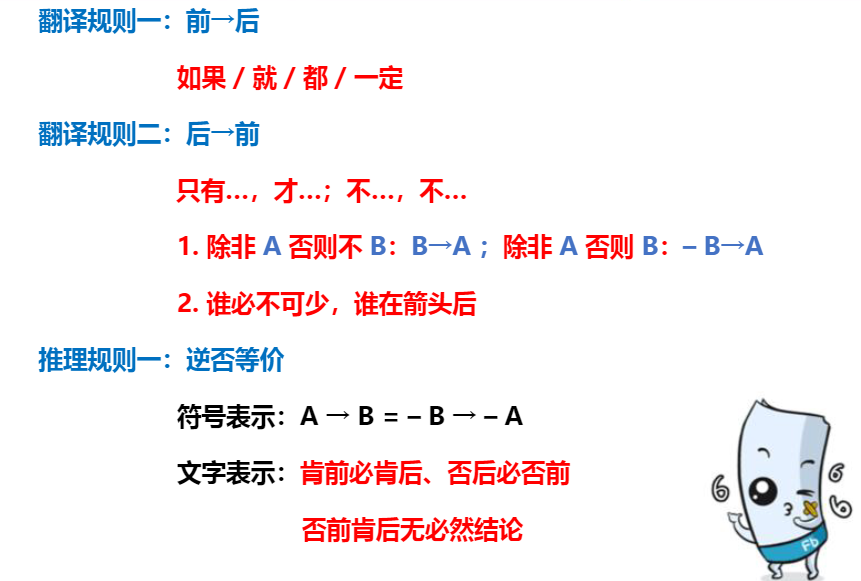 翻译规则一：前→后
如果 / 就 / 都 / 一定
翻译规则二：后→前
只有…，才…；不…，不…
1. 除非 A 否则不 B：B→A ；除非 A 否则 B：– B→A
2. 谁必不可少，谁在箭头后
推理规则一：逆否等价
符号表示：A → B = – B → – A
文字表示：肯前必肯后、否后必否前
否前肯后无必然结论
6 6 6
Fb